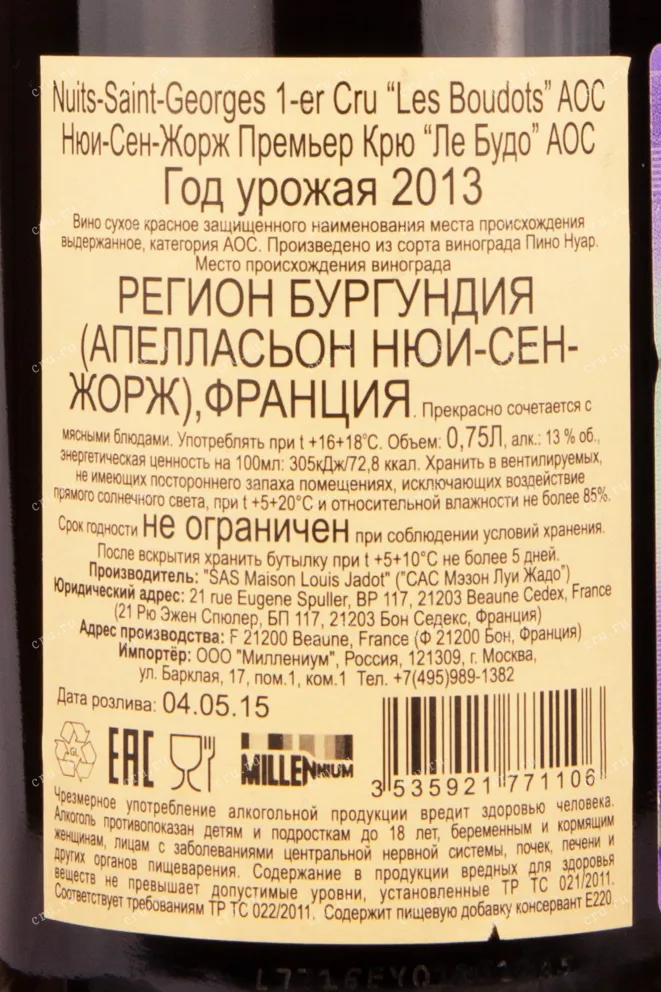 Nuits-Saint-Georges 1-er Cru “Les Boudots” AOC
Нюи-Сен-Жорж Премьер Крю “Ле Будо” АОС
Год урожая 2013
Вино сухое красное защищенного наименования места происхождения
выдержанное, категория АОС. Произведено из сорта винограда Пино Нуар.
Место происхождения винограда
РЕГИОН БУРГУНДИЯ
(АПЕЛЛАСЬОН НЮИ-СЕН-
ЖОРЖ),ФРАНЦИЯ. Прекрасно сочетается с
мясными блюдами. Употреблять при t +16+18°С. Объем: 0,75Л, алк.: 13 % об.,
энергетическая ценность на 100мл: 305кДж/72,8 ккал. Хранить в вентилируемых,
не имеющих постороннего запаха помещениях, исключающих воздействие
прямого солнечного света, при t +5+20°С и относительной влажности не более 85%.
Срок годности не ограничен при соблюдении условий хранения.
После вскрытия хранить бутылку при t +5+10°С не более 5 дней.
Производитель: "SAS Maison Louis Jadot" ("САС Мэзон Луи Жадо")
Юридический адрес: 21 rue Eugene Spuller, BP 117, 21203 Beaune Cedex, France
(21 Рю Эжен Спюлер, БП 117, 21203 Бон Седекс, Франция)
Адрес производства: F 21200 Beaune, France (Ф 21200 Бон, Франция)
Импортёр: ООО "Миллениум", Россия, 121309, г. Москва,
ул. Барклая, 17, пом.1, ком.1 Тел. +7(495)989-1382
Дата розлива: 04.05.15
GL EAC MILLENNIUM
3 535921 771106
Чрезмерное употребление алкогольной продукции вредит здоровью человека.
Алкоголь противопоказан детям и подросткам до 18 лет, беременным и кормящим
женщинам, лицам с заболеваниями центральной нервной системы, почек, печени и
других органов пищеварения. Содержание в продукции вредных для здоровья
веществ не превышает допустимые уровни, установленные ТР ТС 021/2011.
Соответствует требованиям ТР ТС 022/2011. Содержит пищевую добавку консервант Е220.